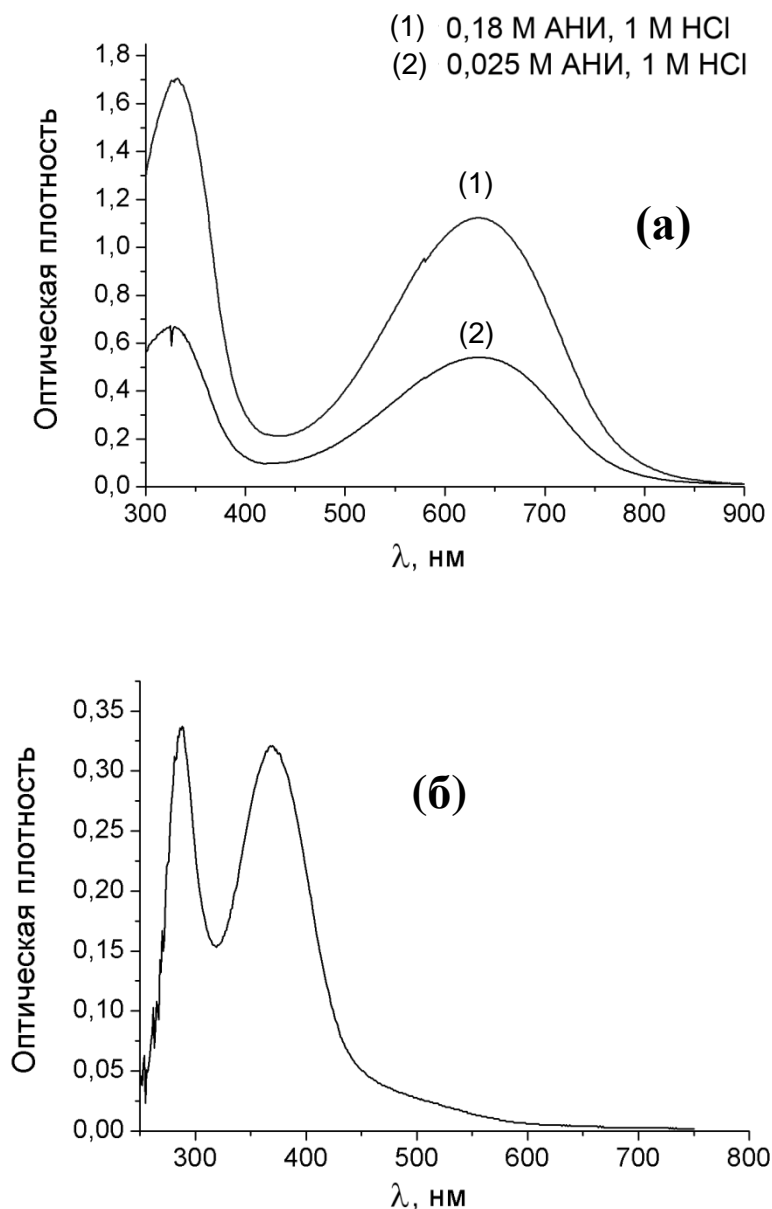 (1) 0,18 М АНИ, 1 М HCl
(2) 0,025 М АНИ, 1 М HCl
1,8
1,6
1,4
1,2
1,0
0,8
0,6
0,4
0,2
0,0
Оптическая плотность
(1)
(2)
(а)
300 400 500 600 700 800 900
λ, нм
0,35
0,30
0,25
0,20
0,15
0,10
0,05
0,00
Оптическая плотность
(б)
300 400 500 600 700 800
λ, нм